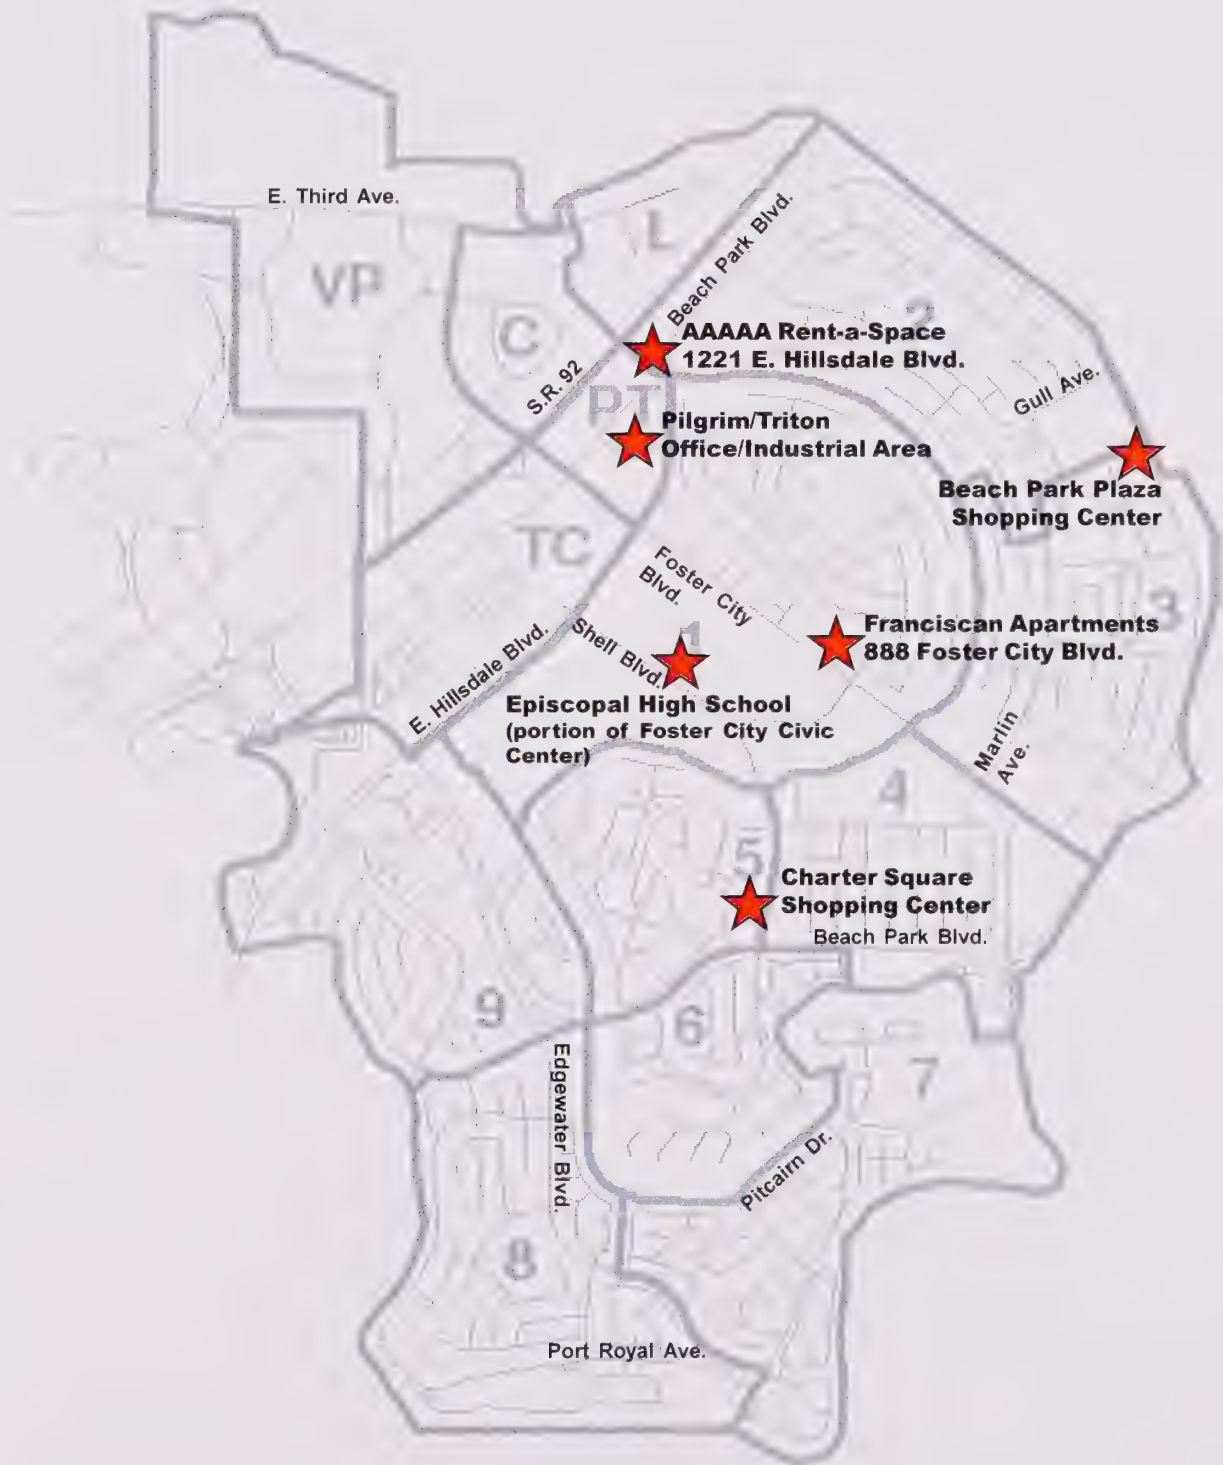 E. Third Ave.
VP
L
C
Beach Park Blvd.
2
AAAAA Rent-a-Space
1221 E. Hillsdale Blvd.
S.R. 92
PT
Gull Ave.
Pilgrim/Triton
Office/Industrial Area
Beach Park Plaza
Shopping Center
TC
Foster City
Blvd.
3
1
Franciscan Apartments
888 Foster City Blvd.
Shell Blvd.
E. Hillsdale Blvd.
Episcopal High School
(portion of Foster City Civic
Center)
Marlin
Ave.
4
5
Charter Square
Shopping Center
Beach Park Blvd.
9
6
7
Edgewater Blvd.
Pitcairn Dr.
8
Port Royal Ave.